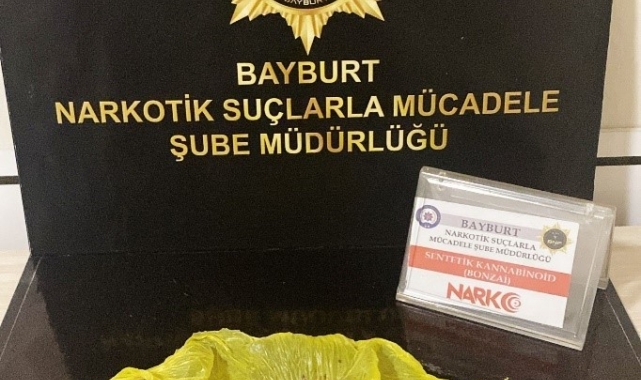 BAYBURT
BAYBURT
NARKOTİK SUÇLARLA MÜCADELE
ŞUBE MÜDÜRLÜĞÜ
BAYBURT
NARKOTİK SUÇLARLA
MÜCADELE ŞUBE MÜDÜRLÜĞÜ
SENTETİK KANNABİNOİD
(BONZAİ)
NARKO